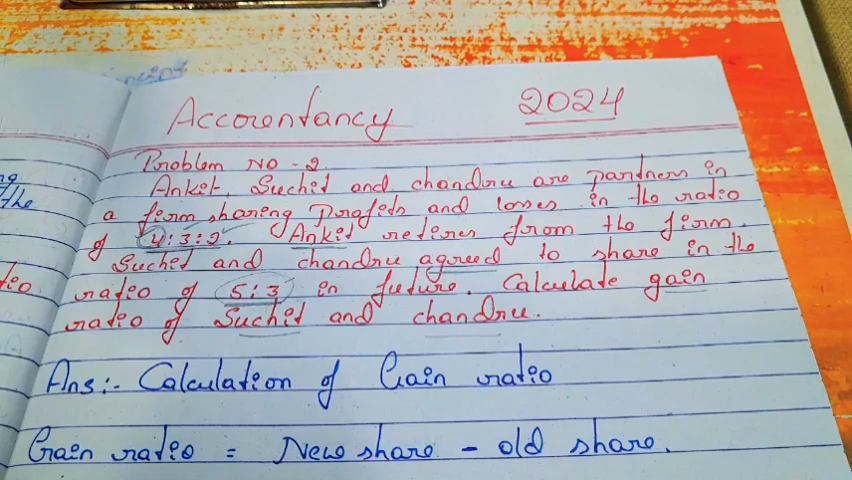 Accountancy 2024
Problem No - 2
Ankit, Suchit and chandru are partners in
a firm sharing Profits and losses in the ratio
of 4:3:2. Ankit retires from the firm.
Suchit and chandru agreed to share in the
ratio of 5:3 in future. Calculate gain
ratio of Suchit and chandru.
Ans:- Calculation of Gain ratio
Gain ratio = New share - old share.
the